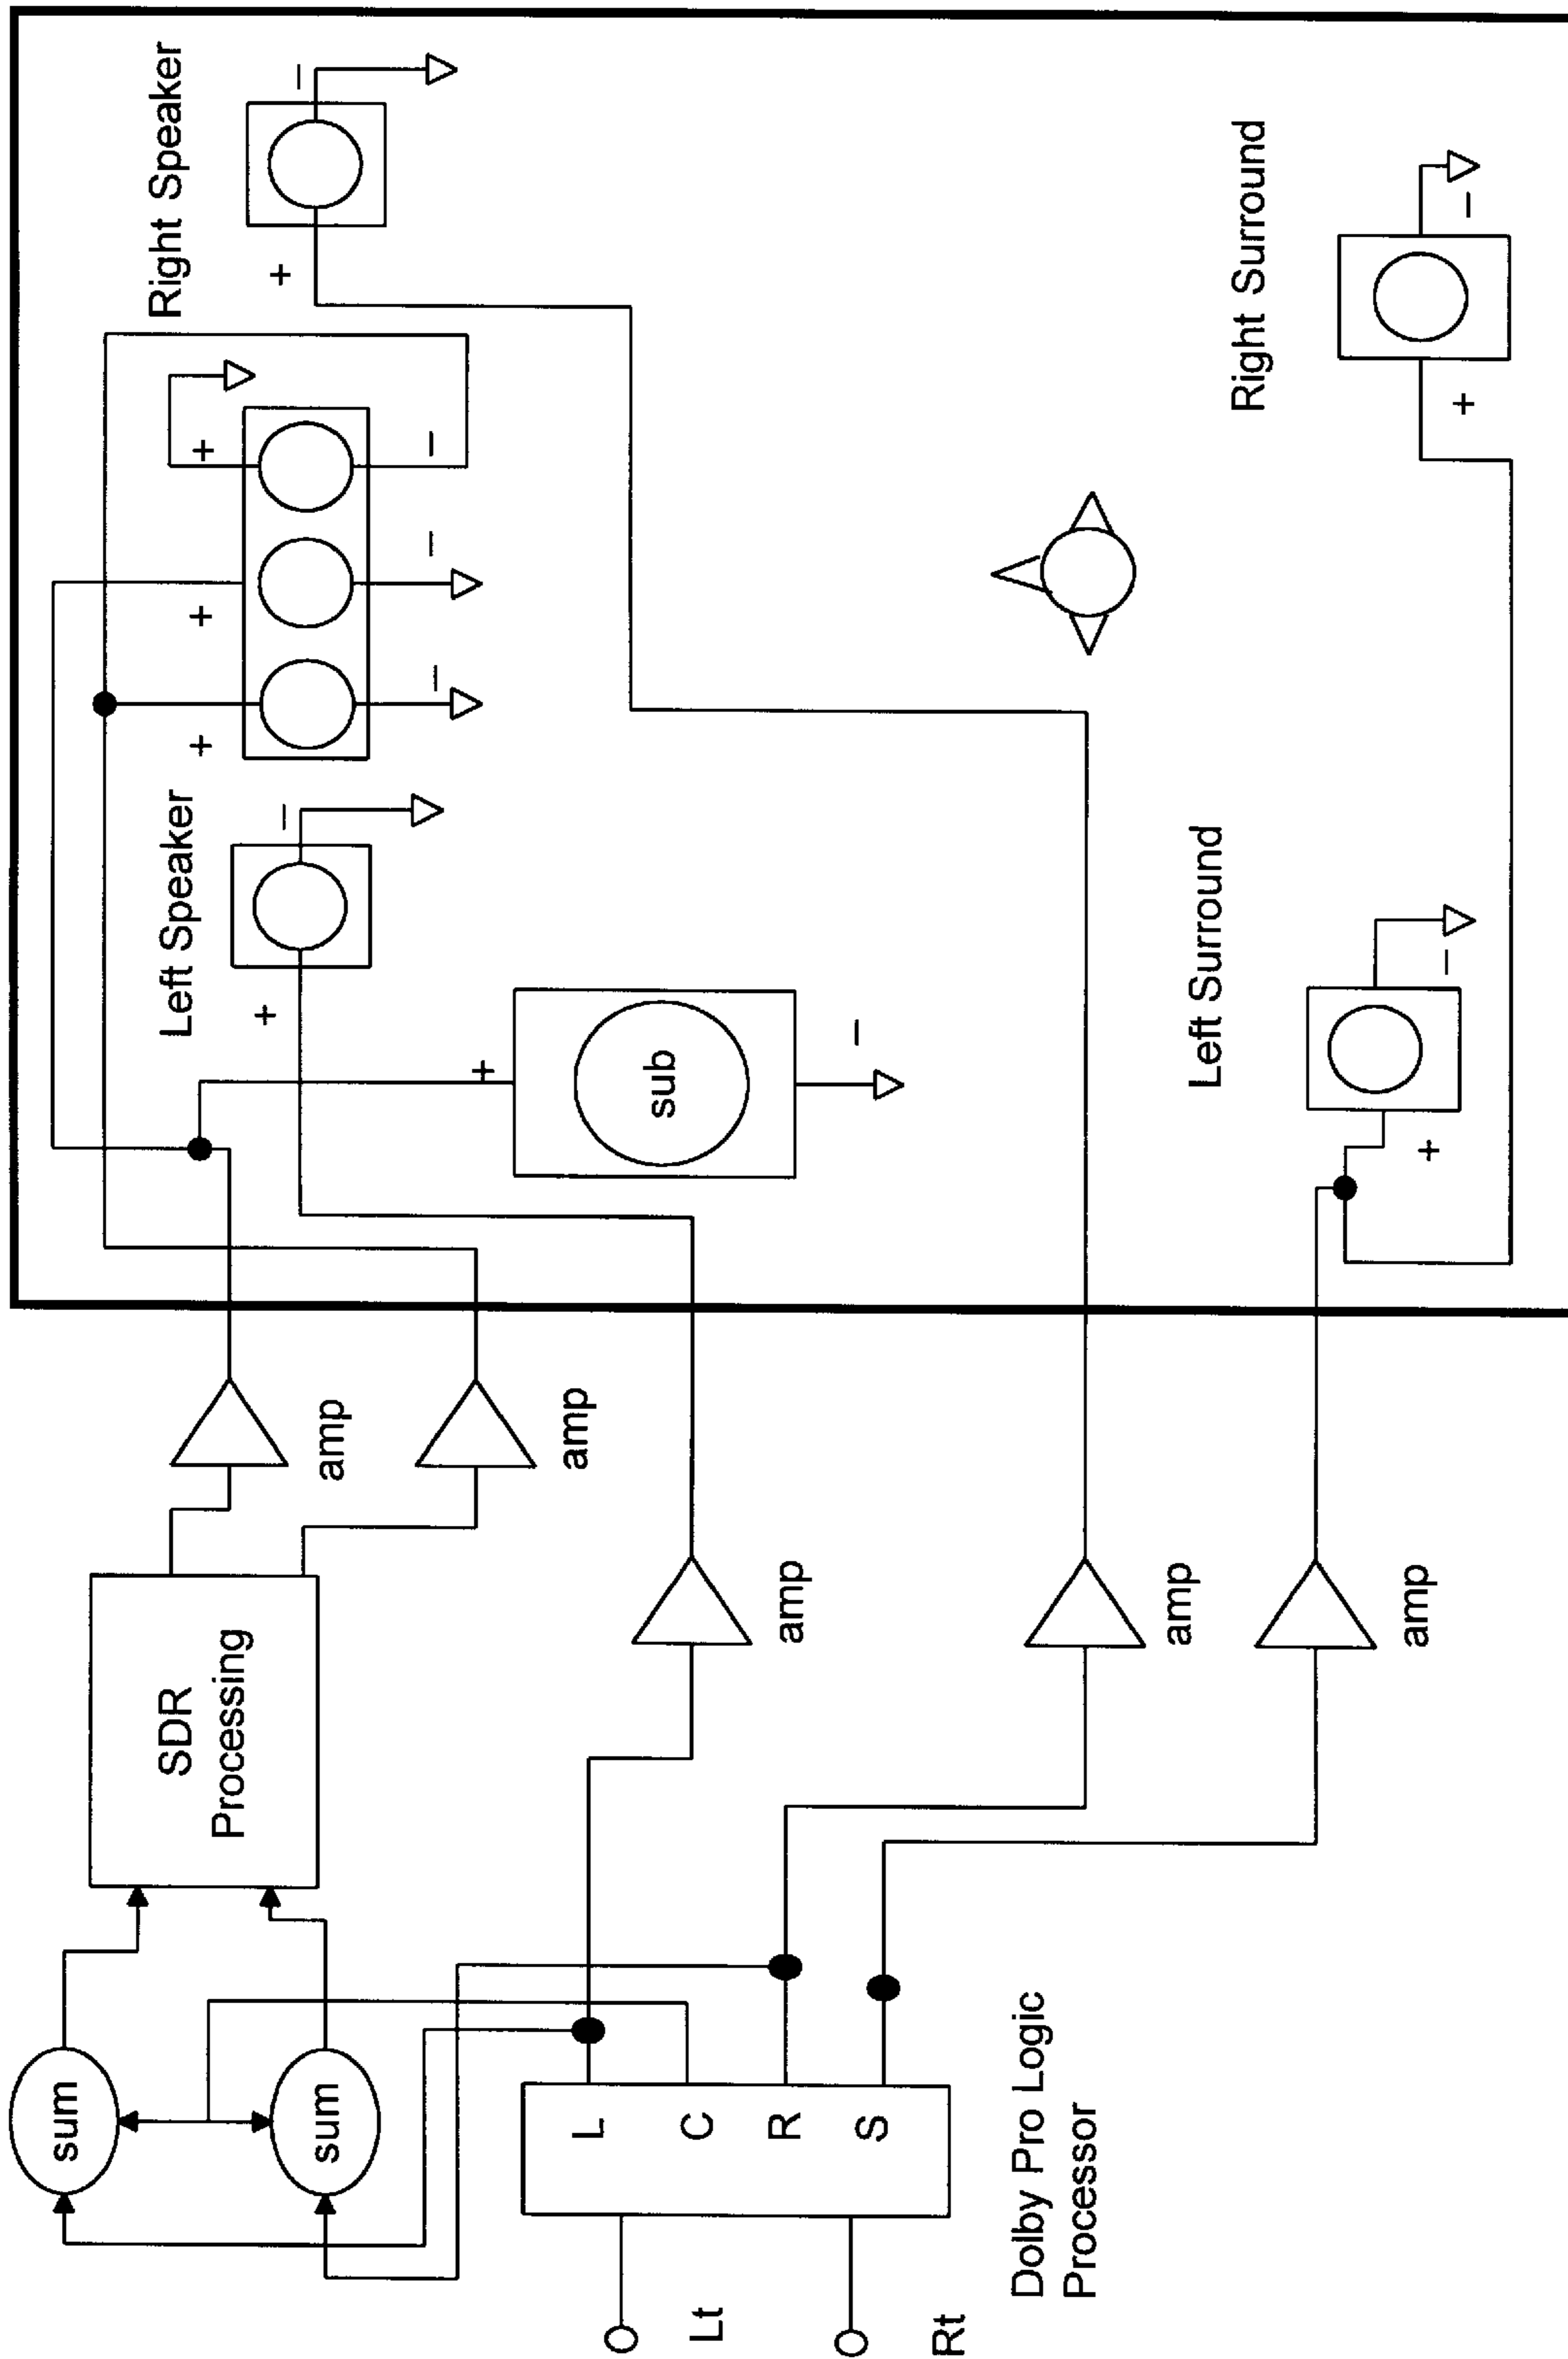 sum
sum
SDR
Processing
L
C
R
S
Lt
Rt
Dolby Pro Logic
Processor
amp
amp
amp
amp
amp
Left Speaker
+
−
+
−
+
−
+
−
Right Speaker
+
−
sub
+
−
Left Surround
+
−
Right Surround
+
−